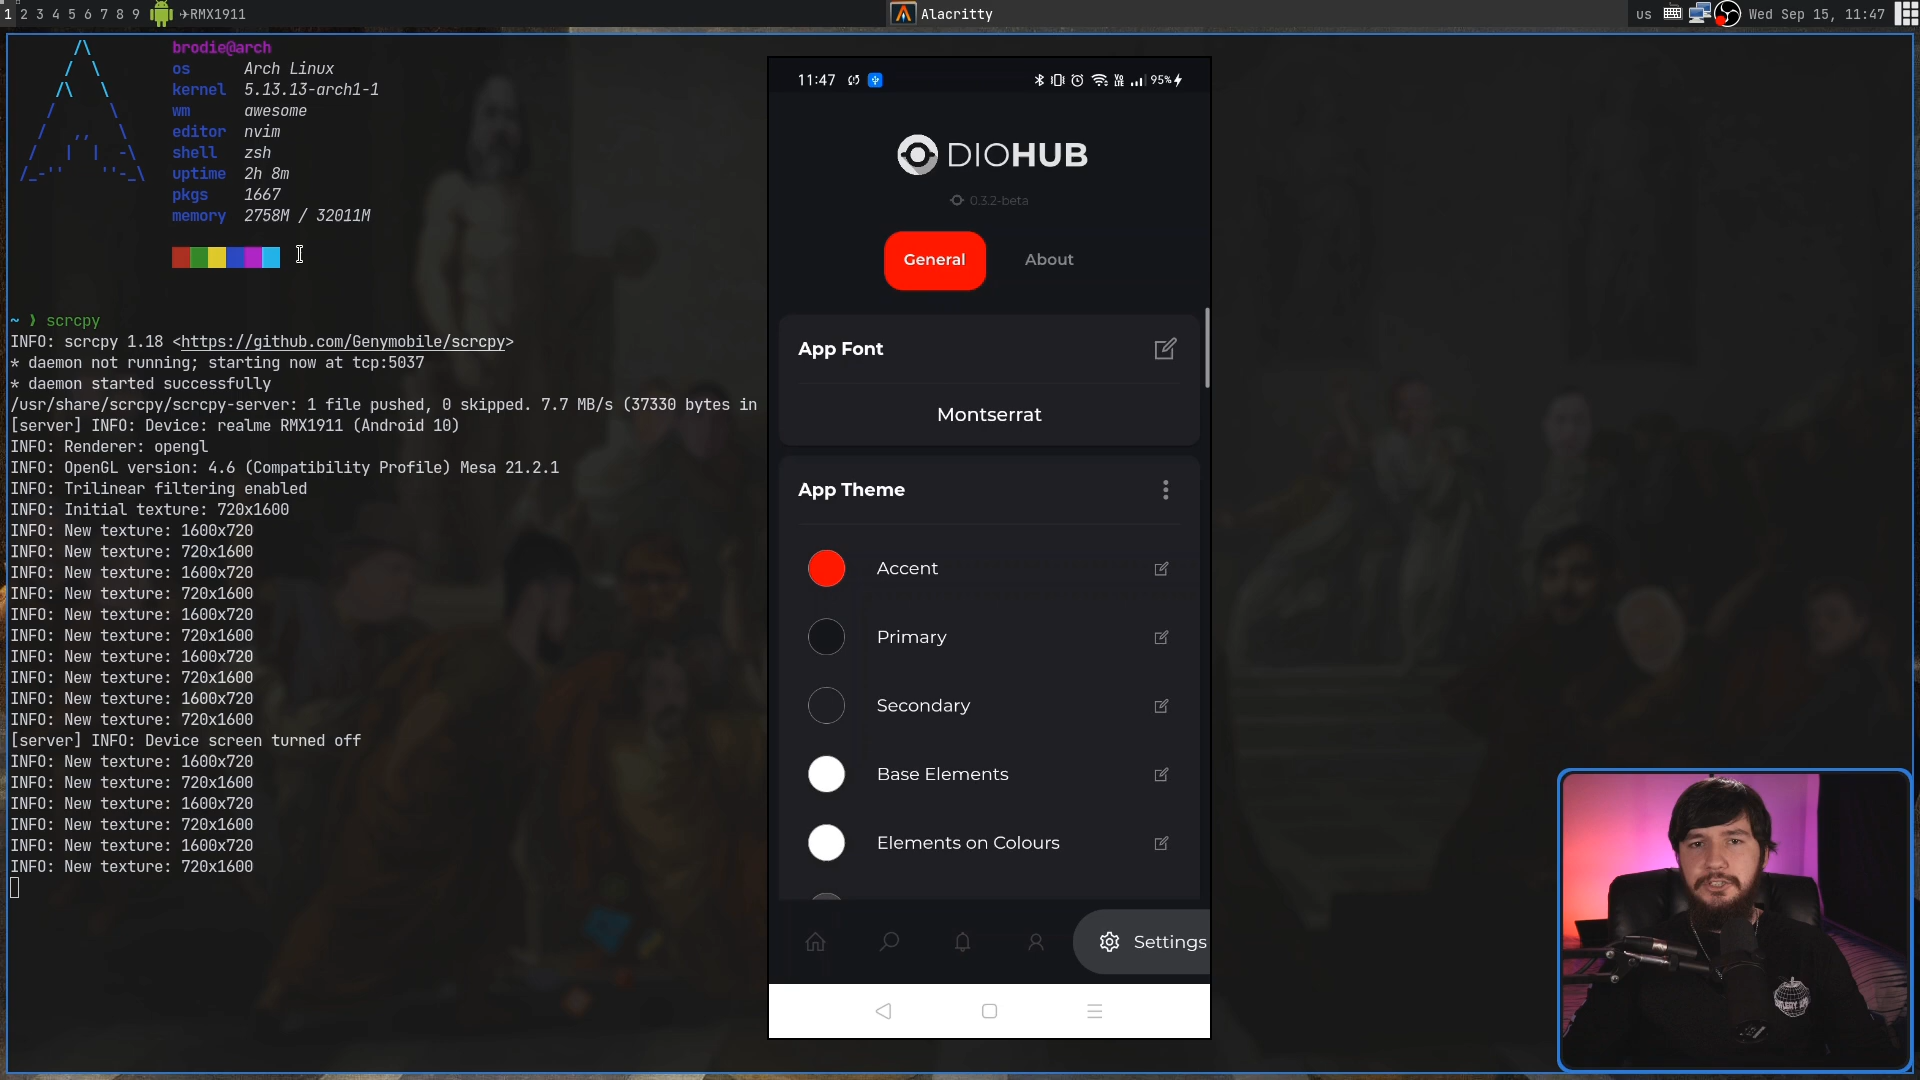 1 2 3 4 5 6 7 8 9 ✈RMX1911
Alacritty
us Wed Sep 15, 11:47
brodie@arch
os Arch Linux
kernel 5.13.13-arch1-1
wm awesome
editor nvim
shell zsh
uptime 2h 8m
pkgs 1667
memory 2758M / 32011M
~ ❯ scrcpy
INFO: scrcpy 1.18 <https://github.com/Genymobile/scrcpy>
* daemon not running; starting now at tcp:5037
* daemon started successfully
/usr/share/scrcpy/scrcpy-server: 1 file pushed, 0 skipped. 7.7 MB/s (37330 bytes in
[server] INFO: Device: realme RMX1911 (Android 10)
INFO: Renderer: opengl
INFO: OpenGL version: 4.6 (Compatibility Profile) Mesa 21.2.1
INFO: Trilinear filtering enabled
INFO: Initial texture: 720x1600
INFO: New texture: 1600x720
INFO: New texture: 720x1600
INFO: New texture: 1600x720
INFO: New texture: 720x1600
INFO: New texture: 1600x720
INFO: New texture: 720x1600
INFO: New texture: 1600x720
INFO: New texture: 720x1600
INFO: New texture: 1600x720
INFO: New texture: 720x1600
[server] INFO: Device screen turned off
INFO: New texture: 1600x720
INFO: New texture: 720x1600
INFO: New texture: 1600x720
INFO: New texture: 720x1600
INFO: New texture: 1600x720
INFO: New texture: 720x1600
11:47 95%
DIOHUB
0.3.2-beta
General About
App Font
Montserrat
App Theme
Accent
Primary
Secondary
Base Elements
Elements on Colours
Settings